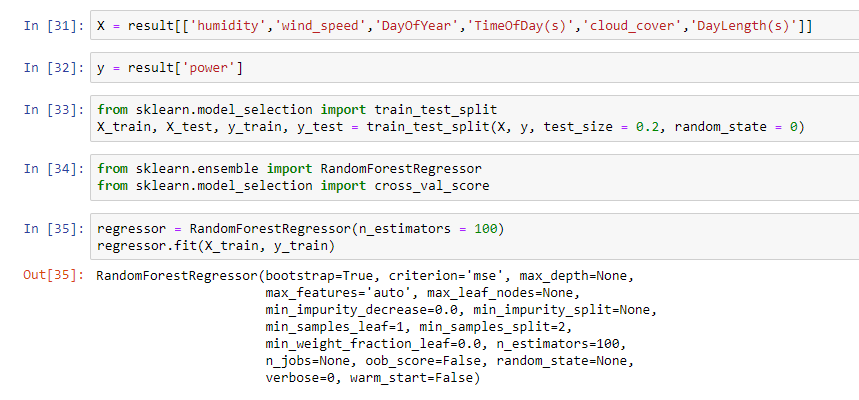 In [31]: X = result[['humidity','wind_speed','DayOfYear','TimeOfDay(s)','cloud_cover','DayLength(s)']]
In [32]: y = result['power']
In [33]: from sklearn.model_selection import train_test_split
X_train, X_test, y_train, y_test = train_test_split(X, y, test_size = 0.2, random_state = 0)
In [34]: from sklearn.ensemble import RandomForestRegressor
from sklearn.model_selection import cross_val_score
In [35]: regressor = RandomForestRegressor(n_estimators = 100)
regressor.fit(X_train, y_train)
Out[35]: RandomForestRegressor(bootstrap=True, criterion='mse', max_depth=None,
max_features='auto', max_leaf_nodes=None,
min_impurity_decrease=0.0, min_impurity_split=None,
min_samples_leaf=1, min_samples_split=2,
min_weight_fraction_leaf=0.0, n_estimators=100,
n_jobs=None, oob_score=False, random_state=None,
verbose=0, warm_start=False)